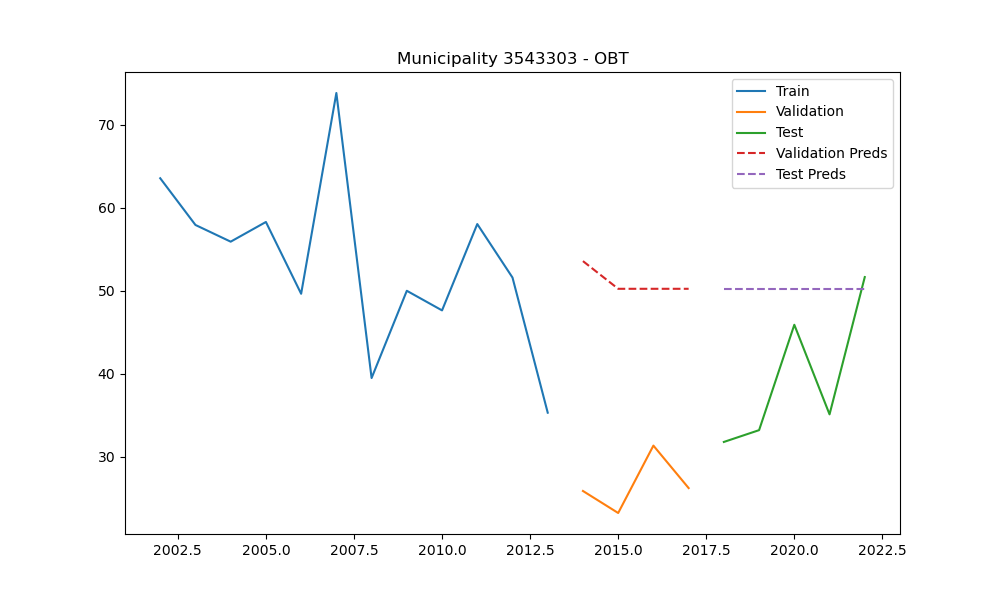 Municipality 3543303 - OBT
Train
Validation
Test
Validation Preds
Test Preds
70
60
50
40
30
2002.5 2005.0 2007.5 2010.0 2012.5 2015.0 2017.5 2020.0 2022.5